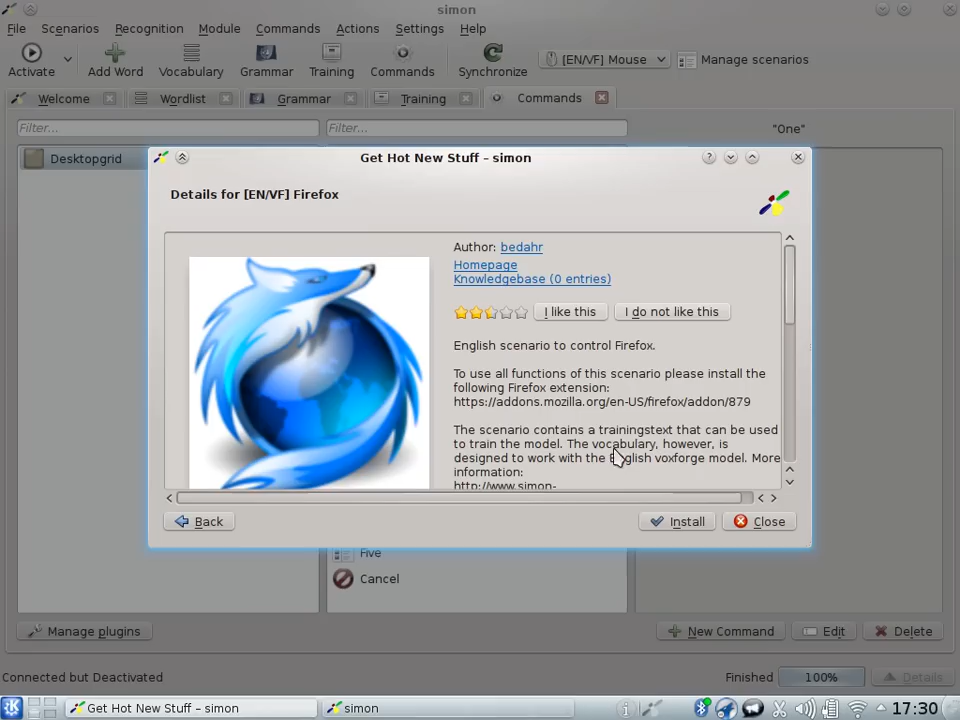 simon
File Scenarios Recognition Module Commands Actions Settings Help
Activate Add Word Vocabulary Grammar Training Commands Synchronize [EN/VF] Mouse Manage scenarios
Welcome Wordlist Grammar Training Commands
Filter... Filter... "One"
Desktopgrid
Get Hot New Stuff – simon
Details for [EN/VF] Firefox
Author: bedahr
Homepage
Knowledgebase (0 entries)
I like this I do not like this
English scenario to control Firefox.
To use all functions of this scenario please install the
following Firefox extension:
https://addons.mozilla.org/en-US/firefox/addon/879
The scenario contains a trainingstext that can be used
to train the model. The vocabulary, however, is
designed to work with the English voxforge model. More
information:
http://www.simon-
Back Install Close
Five
Cancel
Manage plugins New Command Edit Delete
Connected but Deactivated Finished 100% Details
Get Hot New Stuff – simon simon 17:30